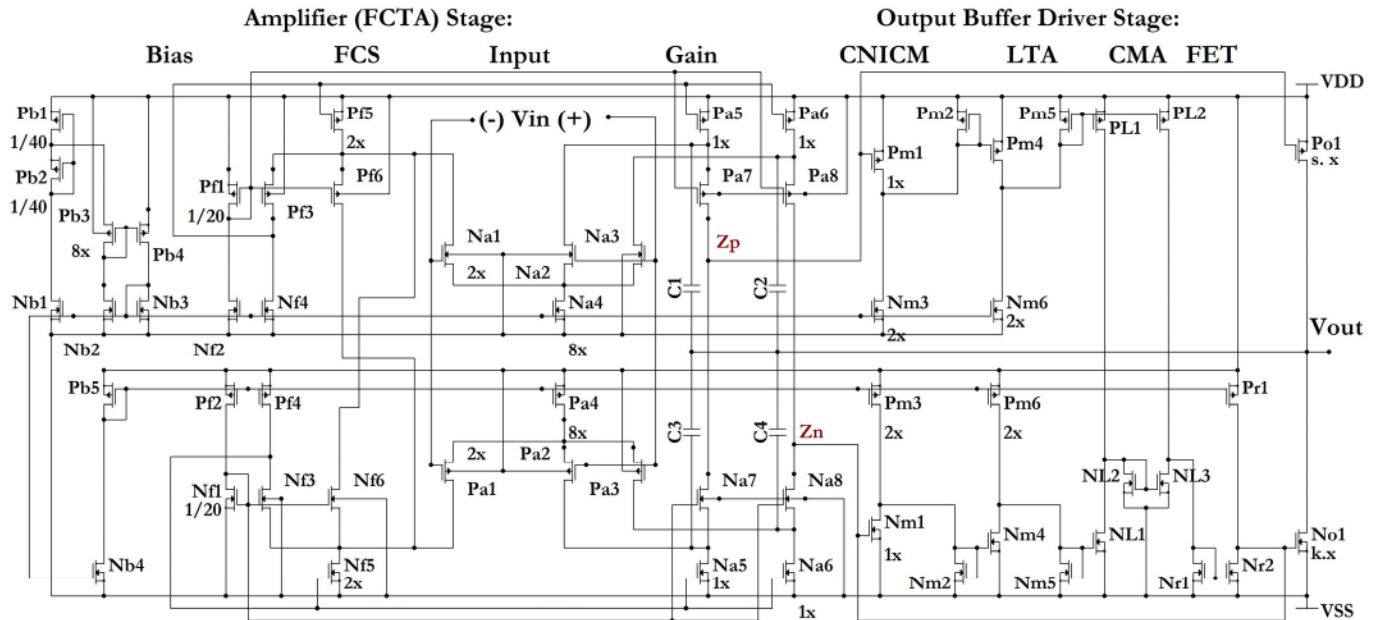 Amplifier (FCTA) Stage: Output Buffer Driver Stage:
Bias FCS Input Gain CNICM LTA CMA FET
VDD
Pb1 Pf5 (-) Vin (+) Pa5 Pa6 Pm2 Pm5 PL1 PL2
1/40 2x 1x 1x Pm1 Pm4 Po1
Pb2 Pf1 Pf6 Pa7 Pa8 1x s. x
1/40 1/20 Pf3
Pb3 Na1 Na3 Zp
8x Pb4 2x Na2
C1 C2
Nb1 Nb3 Nf4 Na4 Nm3 Nm6
2x 2x
Vout
Nb2 Nf2 8x
Pb5 Pf2 Pf4 Pa4 Pm3 Pm6 Pr1
8x 2x 2x
C3 C4 Zn
2x Pa2
Nf1 Nf3 Nf6 Pa1 Pa3 Na7 Na8 NL2 NL3
1/20
Nm1 Nm4 NL1 No1
1x k.x
Nb4 Nf5 Na5 Na6 Nm2 Nm5 Nr1 Nr2
2x 1x
1x VSS